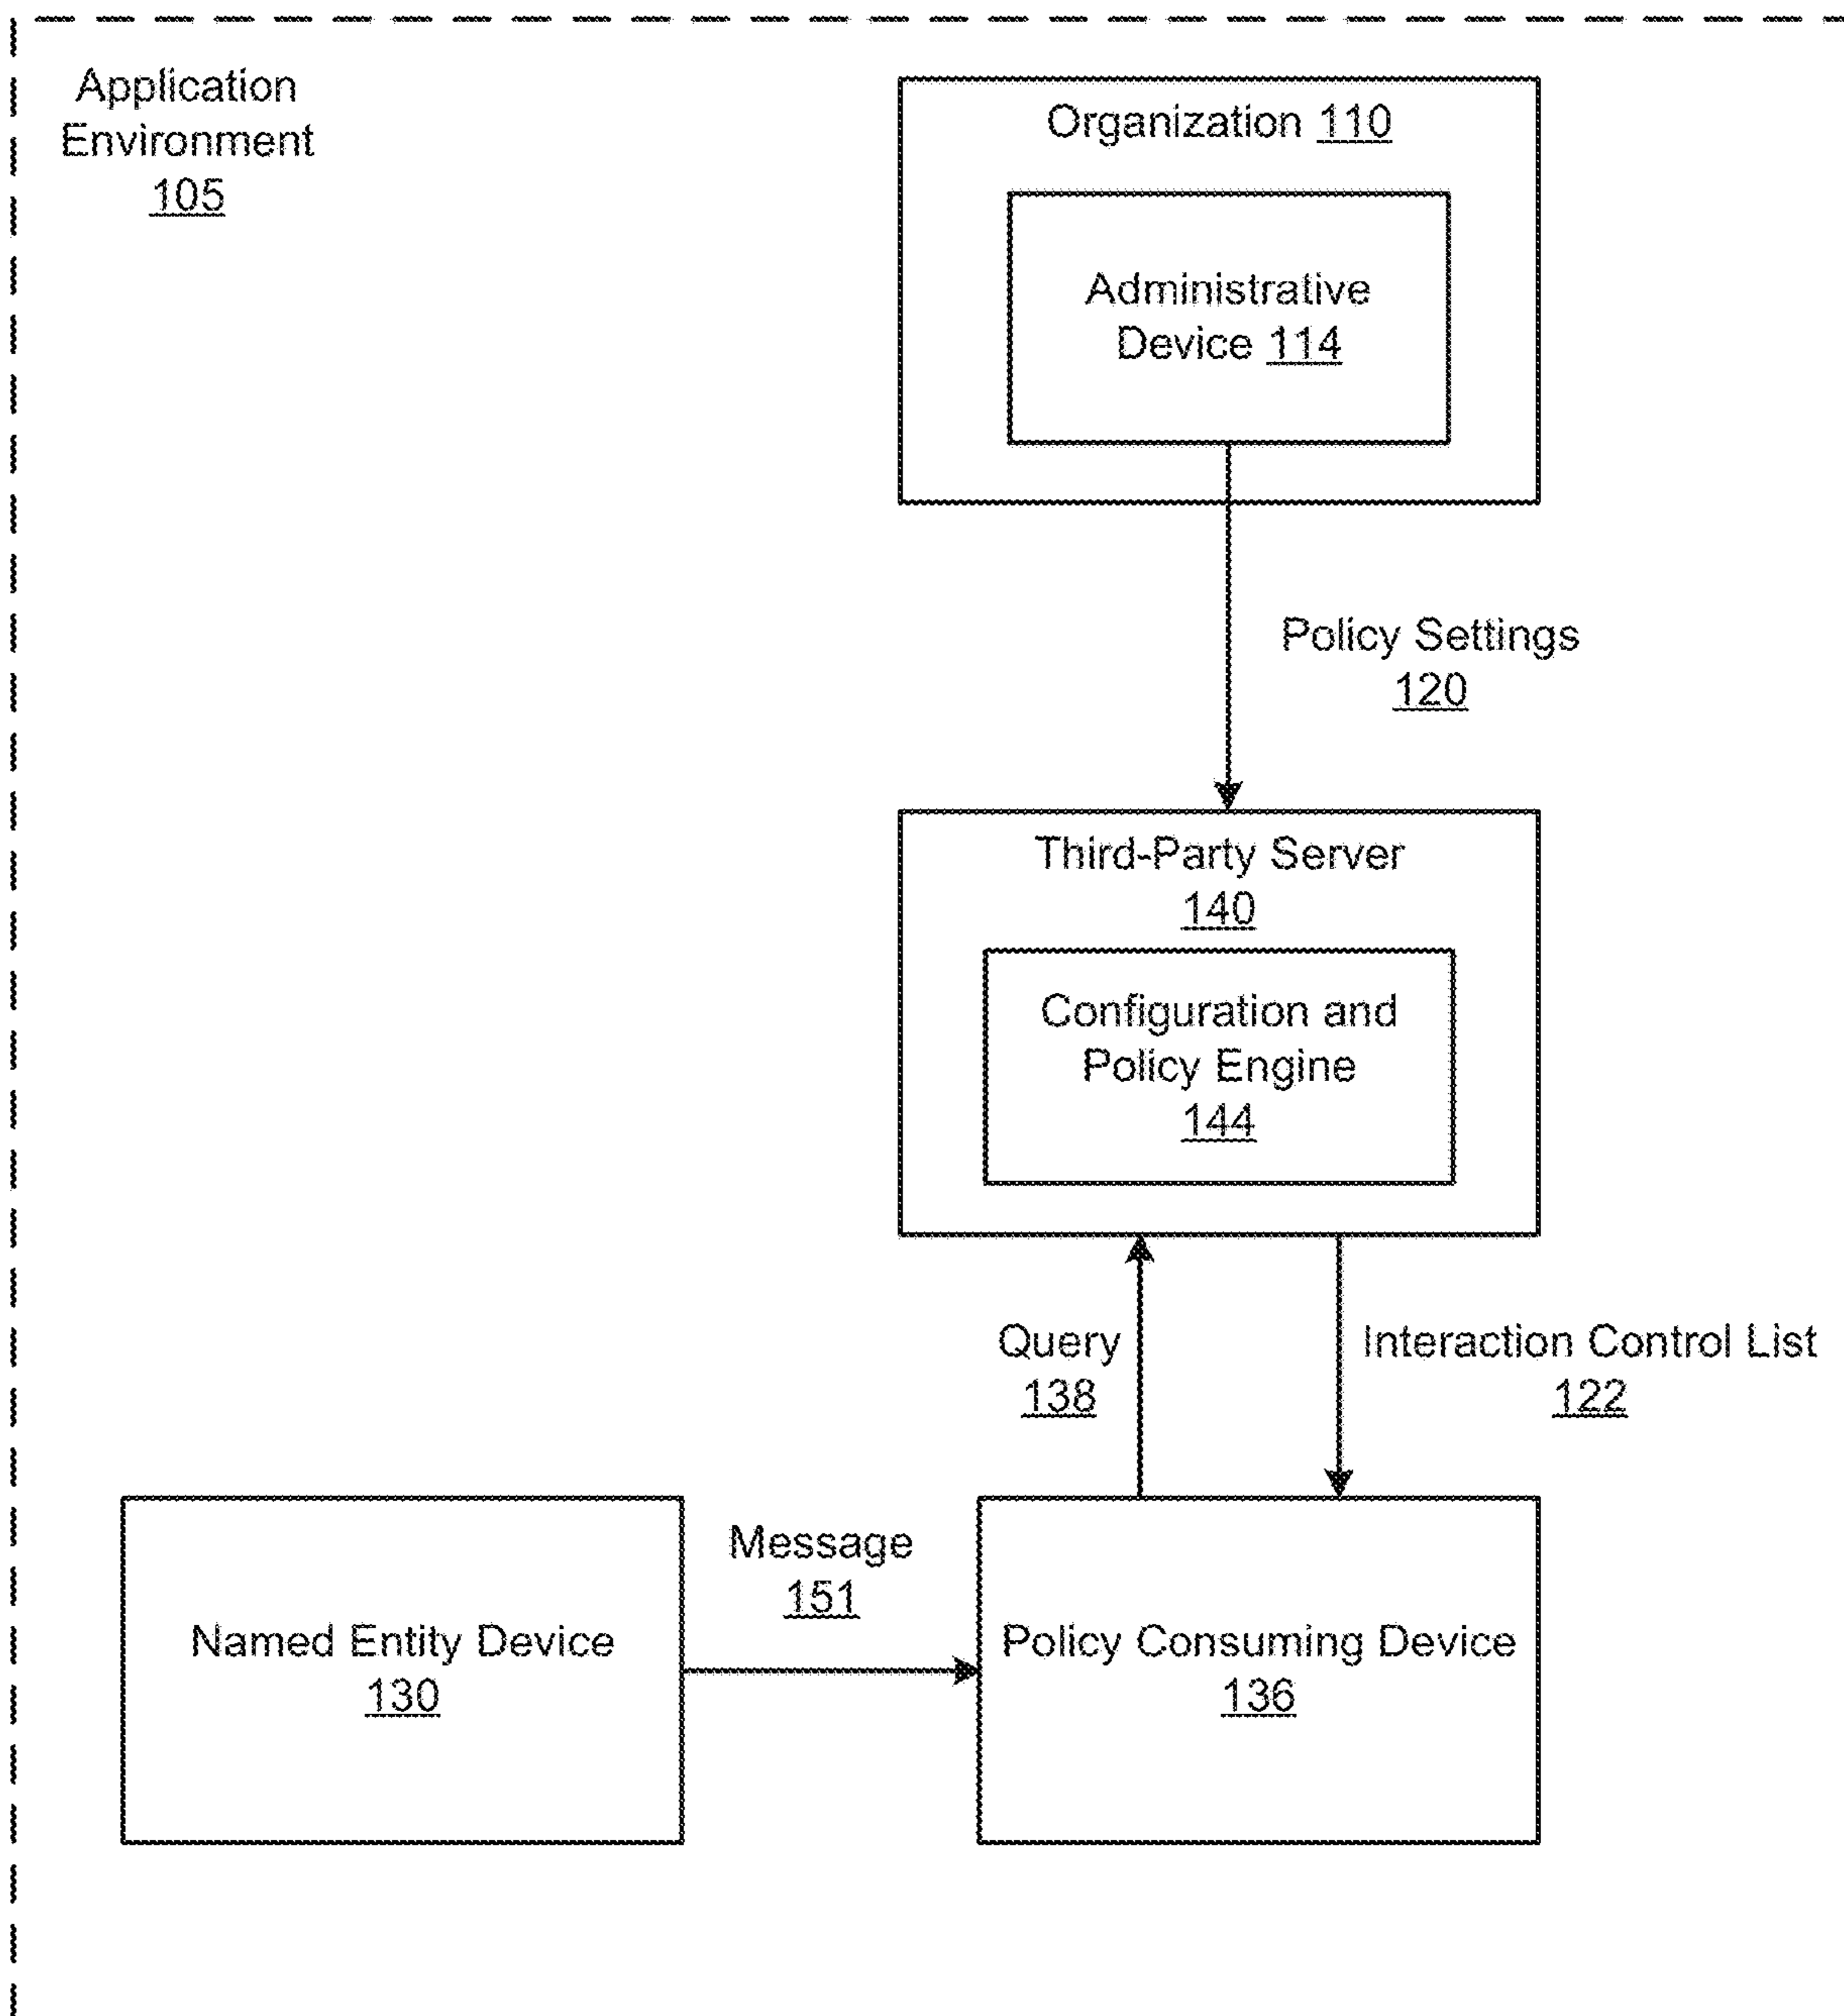 Application
Environment
105
Organization 110
Administrative
Device 114
Policy Settings
120
Third-Party Server
140
Configuration and
Policy Engine
144
Query
138
Interaction Control List
122
Message
151
Named Entity Device
130
Policy Consuming Device
136